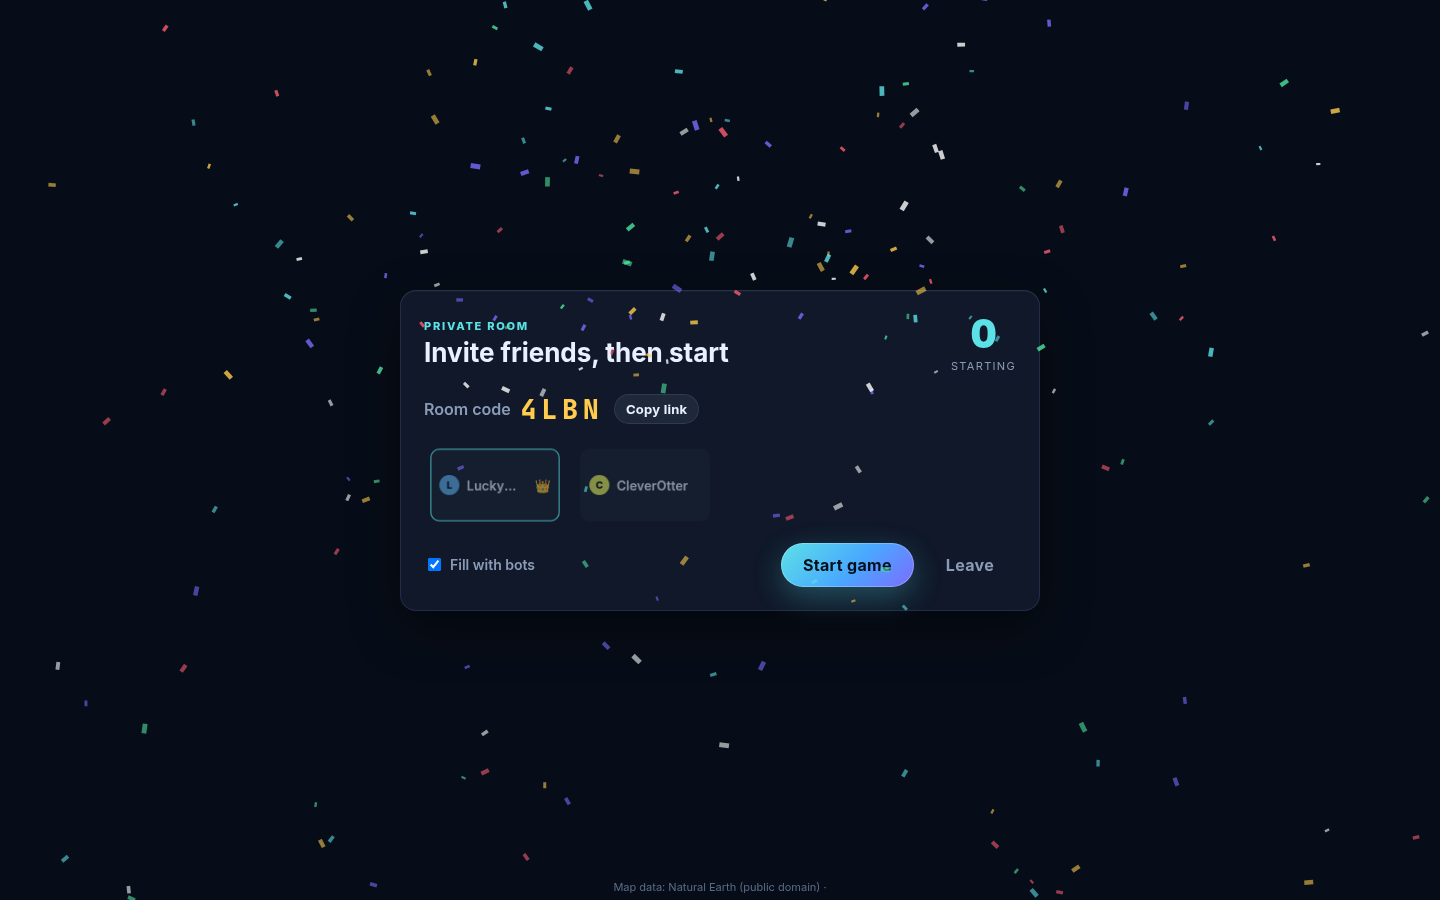 PRIVATE ROOM
Invite friends, then start
0
STARTING
Room code 4LBN Copy link
L Lucky... C CleverOtter
Fill with bots
Start game Leave
Map data: Natural Earth (public domain) ·